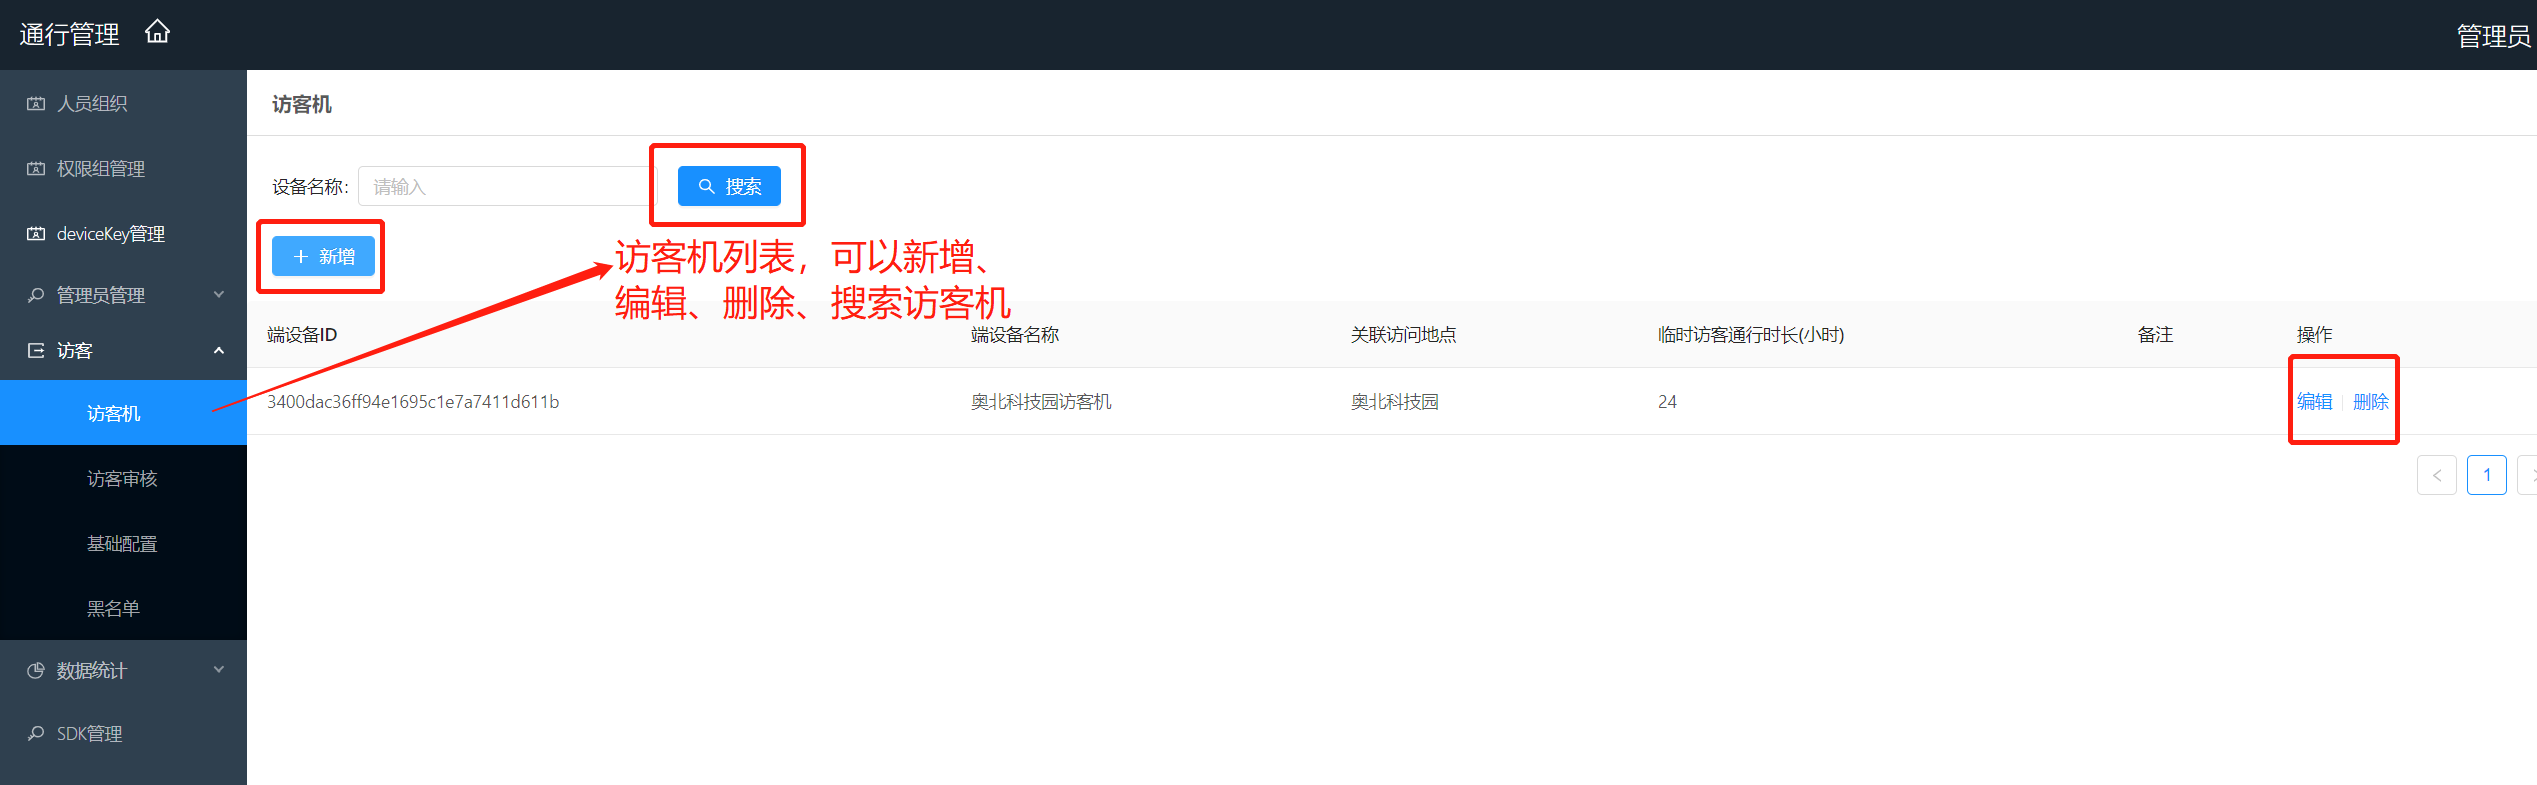 通行管理
管理员
人员组织
权限组管理
deviceKey管理
管理员管理
访客
访客机
访客审核
基础配置
黑名单
数据统计
SDK管理
访客机
设备名称: 请输入 搜索
新增
访客机列表，可以新增、
编辑、删除、搜索访客机
端设备ID 端设备名称 关联访问地点 临时访客通行时长(小时) 备注 操作
3400dac36ff94e1695c1e7a7411d611b 奥北科技园访客机 奥北科技园 24 编辑 删除
1